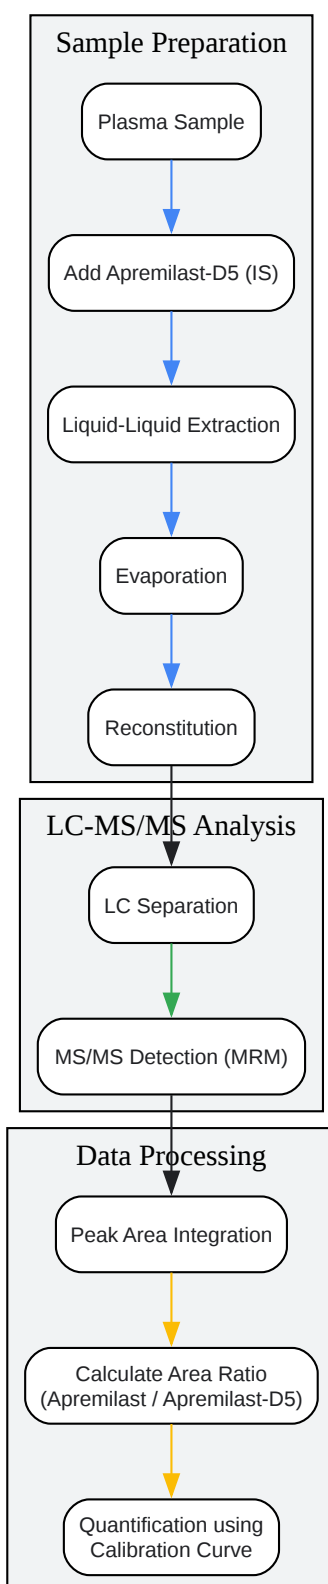 Sample Preparation
Plasma Sample
Add Apremilast-D5 (IS)
Liquid-Liquid Extraction
Evaporation
Reconstitution
LC-MS/MS Analysis
LC Separation
MS/MS Detection (MRM)
Data Processing
Peak Area Integration
Calculate Area Ratio
(Apremilast / Apremilast-D5)
Quantification using
Calibration Curve